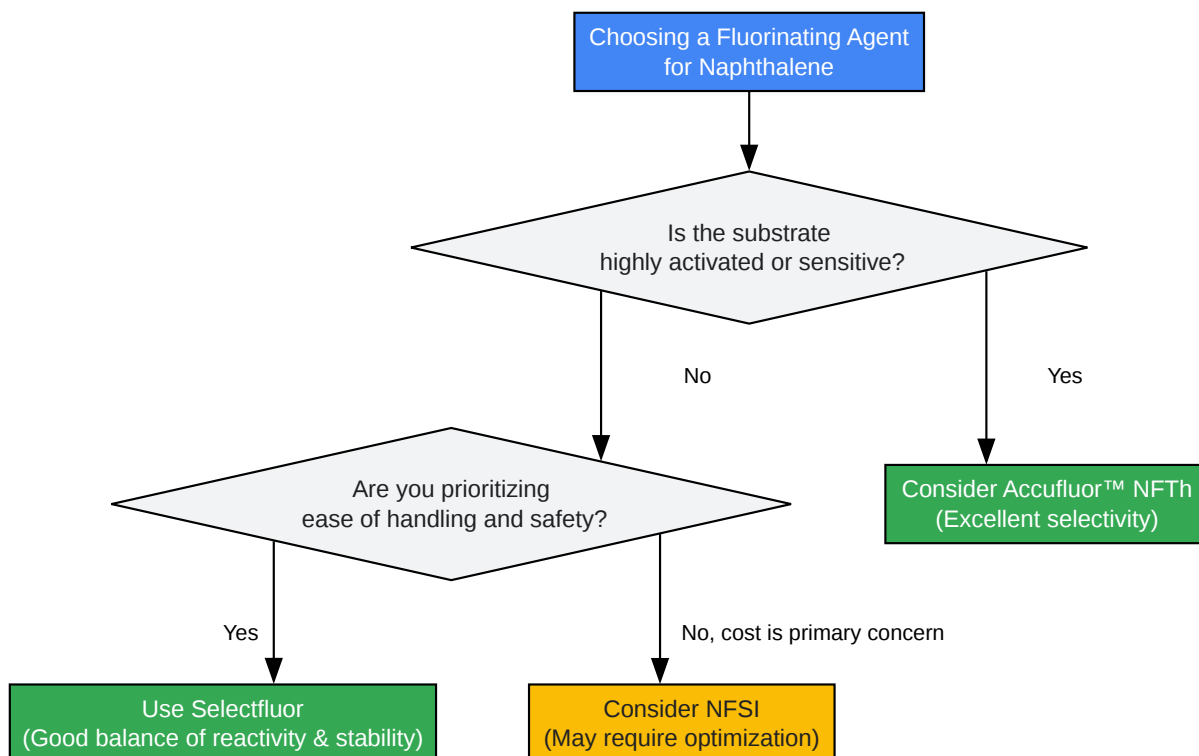 Choosing a Fluorinating Agent
for Naphthalene
Is the substrate
highly activated or sensitive?
No
Yes
Are you prioritizing
ease of handling and safety?
Consider Accufluor™ NFTh
(Excellent selectivity)
Yes
No, cost is primary concern
Use Selectfluor
(Good balance of reactivity & stability)
Consider NFSI
(May require optimization)